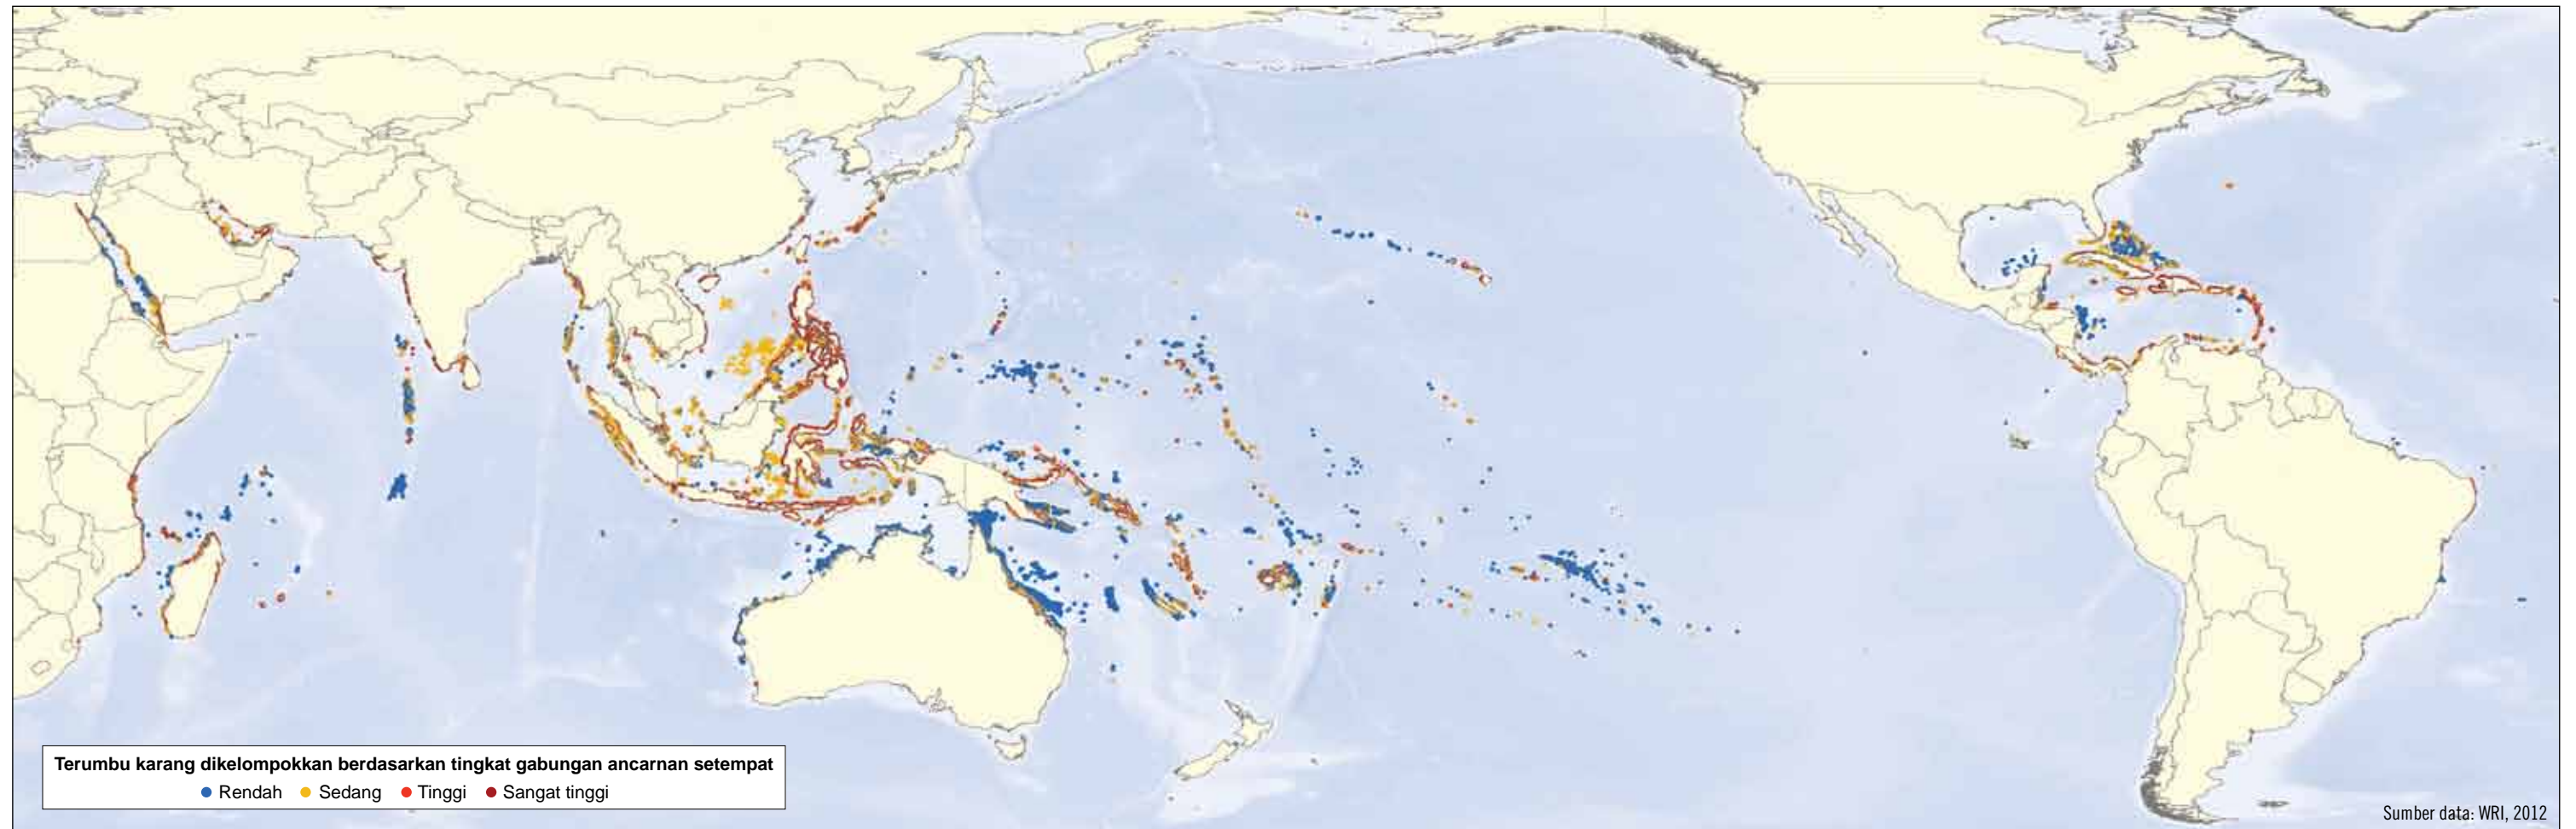 Terumbu karang dikelompokkan berdasarkan tingkat gabungan ancarnan setempat
Rendah Sedang Tinggi Sangat tinggi
Sumber data: WRI, 2012